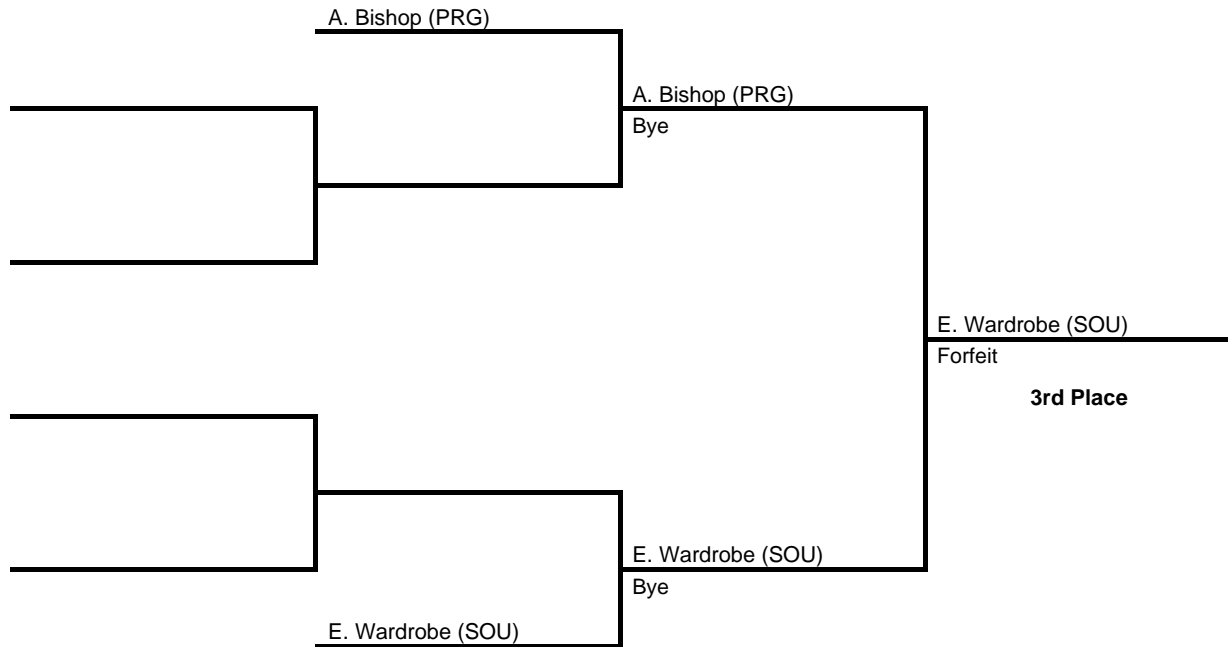 A. Bishop (PRG)
A. Bishop (PRG)
Bye
E. Wardrobe (SOU)
Forfeit
3rd Place
E. Wardrobe (SOU)
Bye
E. Wardrobe (SOU)